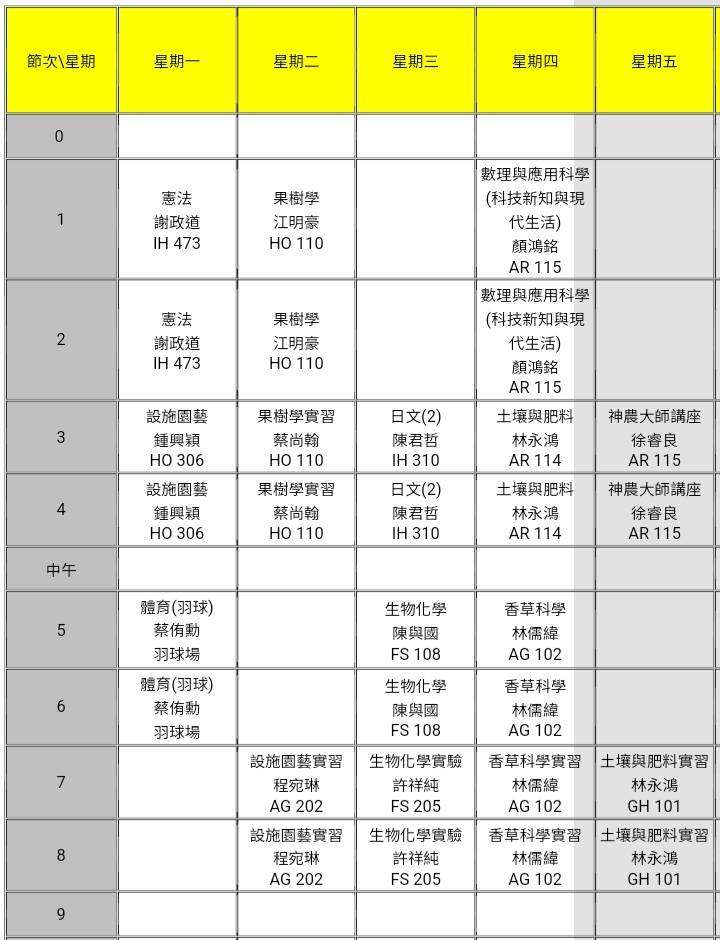 節次\星期 星期一 星期二 星期三 星期四 星期五
0
1
憲法
謝政道
IH 473
果樹學
江明豪
HO 110
數理與應用科學
(科技新知與現
代生活)
顏鴻銘
AR 115
2
憲法
謝政道
IH 473
果樹學
江明豪
HO 110
數理與應用科學
(科技新知與現
代生活)
顏鴻銘
AR 115
3
設施園藝
鍾興穎
HO 306
果樹學實習
蔡尚翰
HO 110
日文(2)
陳君哲
IH 310
土壤與肥料
林永鴻
AR 114
神農大師講座
徐睿良
AR 115
4
設施園藝
鍾興穎
HO 306
果樹學實習
蔡尚翰
HO 110
日文(2)
陳君哲
IH 310
土壤與肥料
林永鴻
AR 114
神農大師講座
徐睿良
AR 115
中午
5
體育(羽球)
蔡侑勳
羽球場
生物化學
陳與國
FS 108
香草科學
林儒緯
AG 102
6
體育(羽球)
蔡侑勳
羽球場
生物化學
陳與國
FS 108
香草科學
林儒緯
AG 102
7
設施園藝實習
程宛琳
AG 202
生物化學實驗
許祥純
FS 205
香草科學實習
林儒緯
AG 102
土壤與肥料實習
林永鴻
GH 101
8
設施園藝實習
程宛琳
AG 202
生物化學實驗
許祥純
FS 205
香草科學實習
林儒緯
AG 102
土壤與肥料實習
林永鴻
GH 101
9